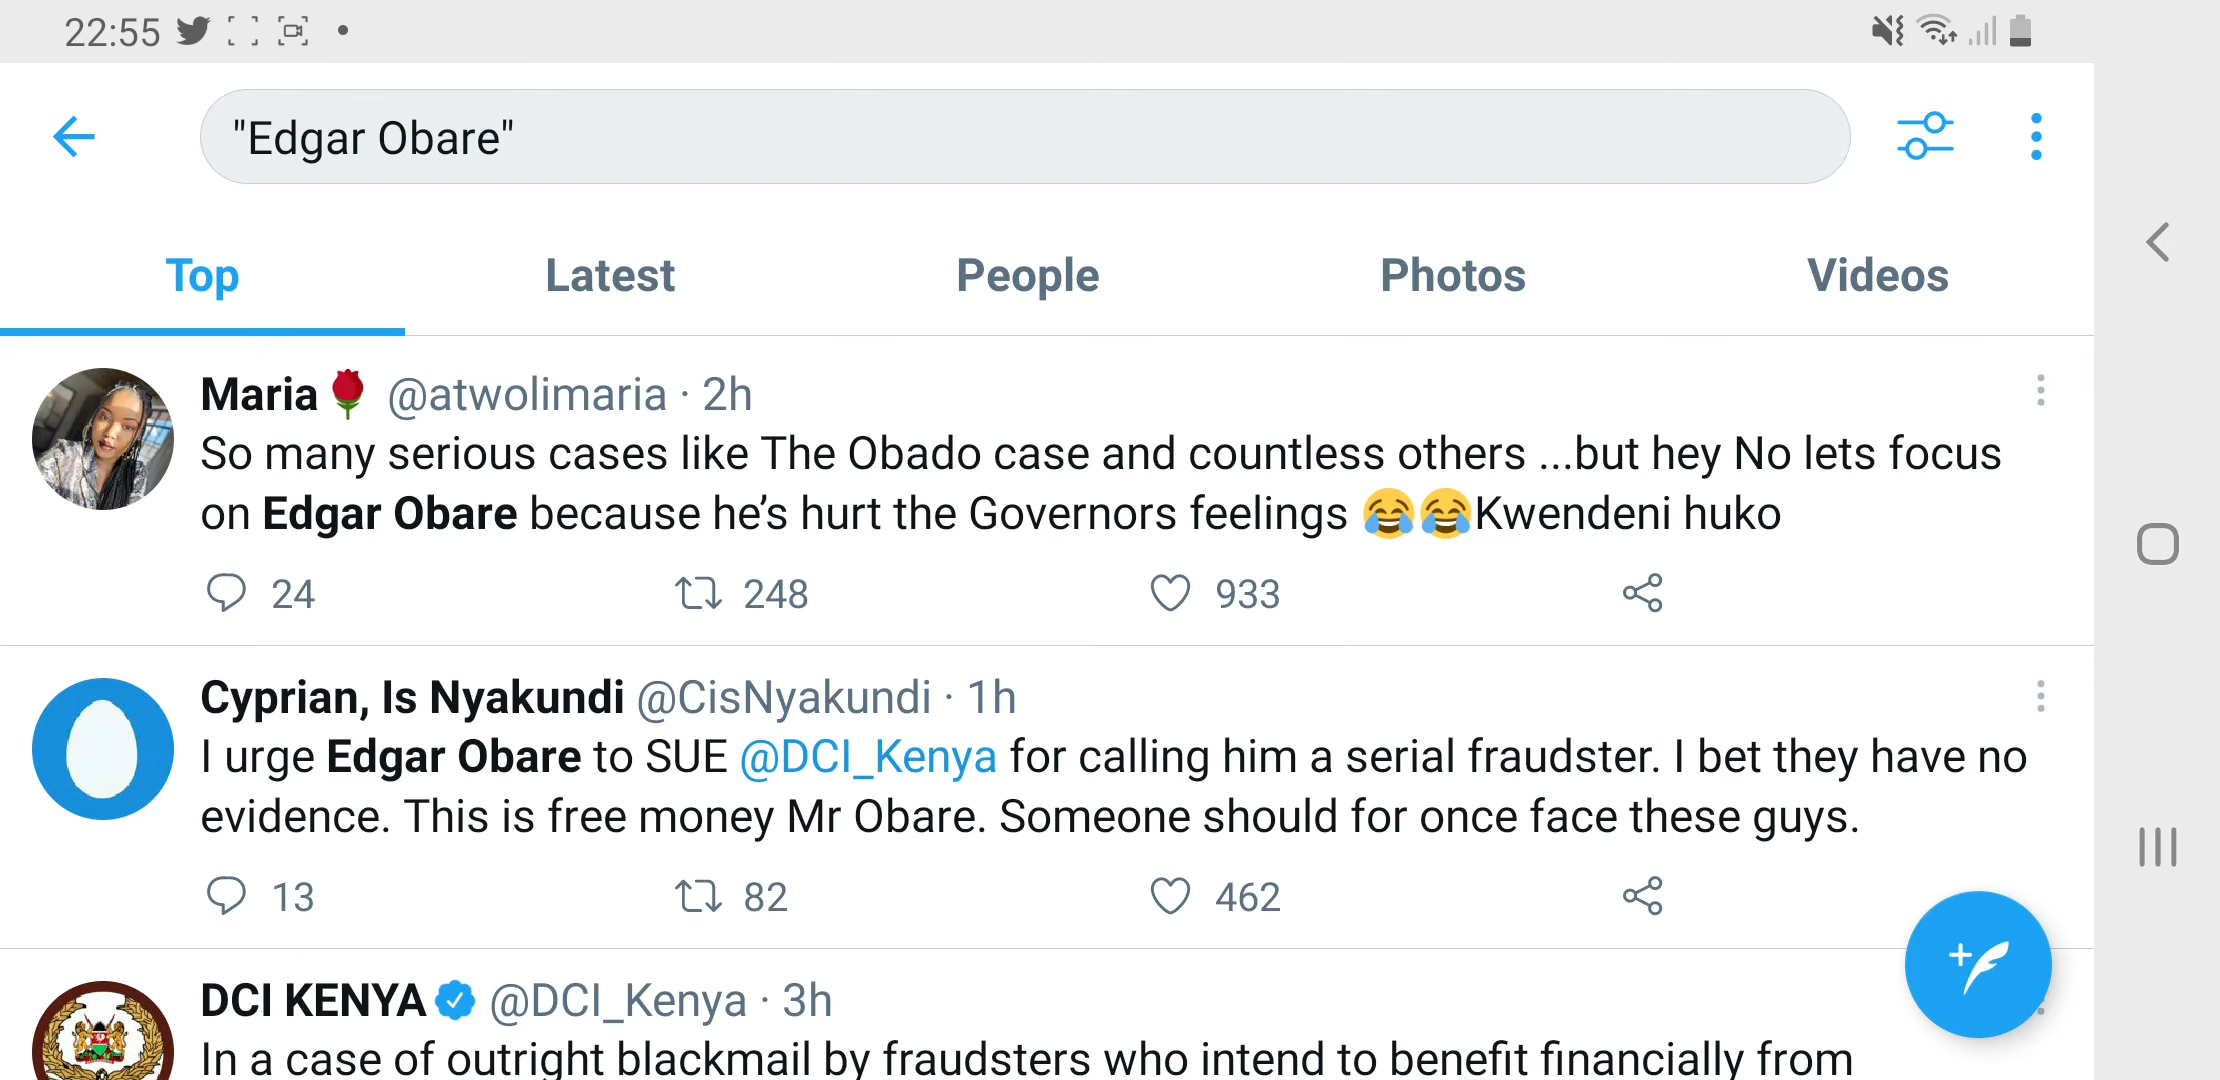 22:55
"Edgar Obare"
Top Latest People Photos Videos
Maria🌹 @atwolimaria · 2h
So many serious cases like The Obado case and countless others ...but hey No lets focus
on Edgar Obare because he's hurt the Governors feelings 😂😂Kwendeni huko
24 248 933
Cyprian, Is Nyakundi @CisNyakundi · 1h
I urge Edgar Obare to SUE @DCI_Kenya for calling him a serial fraudster. I bet they have no
evidence. This is free money Mr Obare. Someone should for once face these guys.
13 82 462
DCI KENYA @DCI_Kenya · 3h
In a case of outright blackmail by fraudsters who intend to benefit financially from